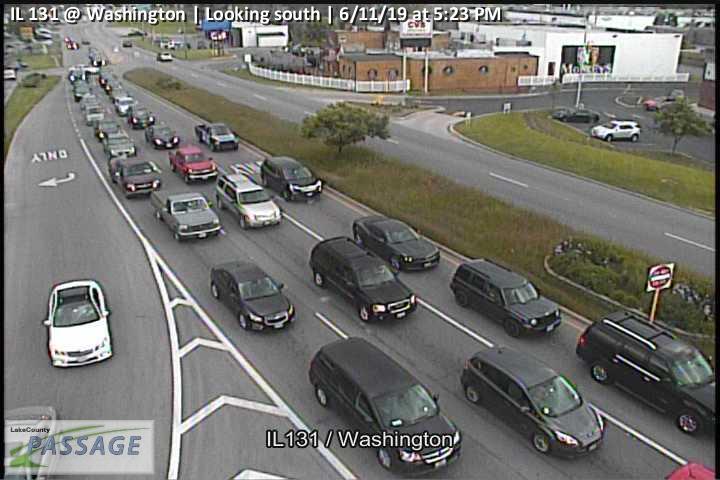 IL 131 @ Washington | Looking south | 6/11/19 at 5:23 PM
ONLY
IL131 / Washington
LakeCounty
PASSAGE